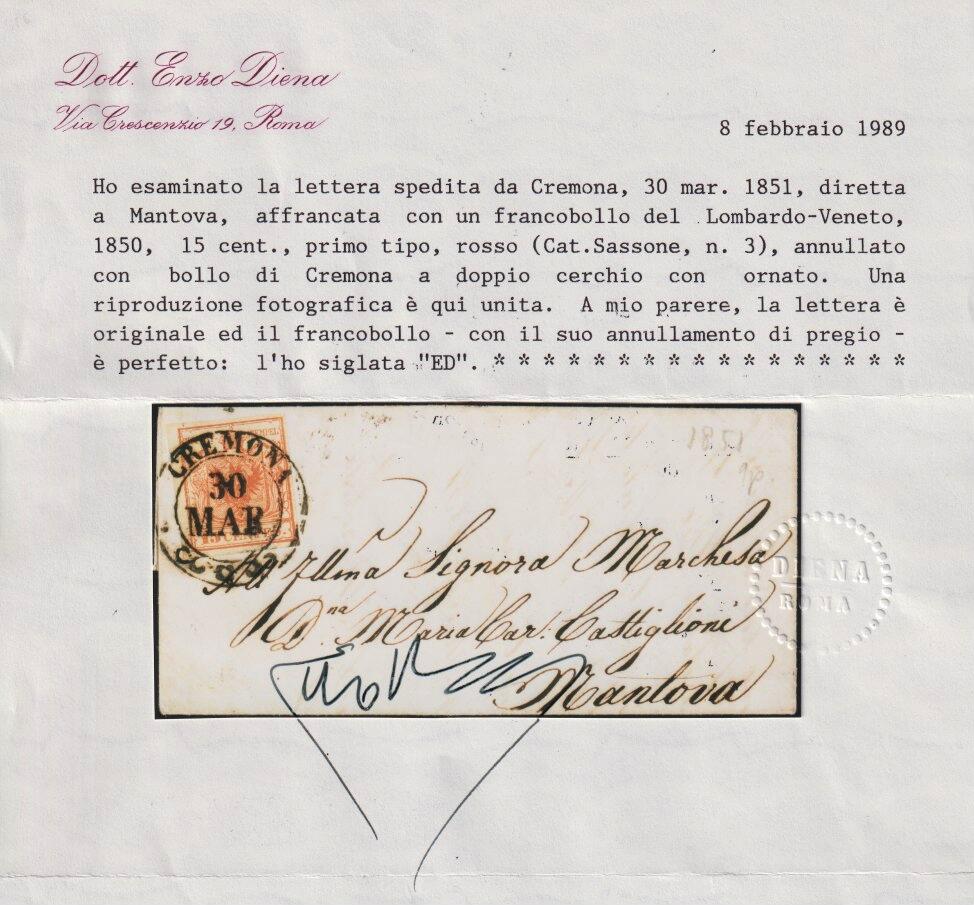 Dott. Enzo Diena
Via Crescenzio 19, Roma
8 febbraio 1989
Ho esaminato la lettera spedita da Cremona, 30 mar. 1851, diretta
a Mantova, affrancata con un francobollo del Lombardo-Veneto,
1850, 15 cent., primo tipo, rosso (Cat.Sassone, n. 3), annullato
con bollo di Cremona a doppio cerchio con ornato. Una
riproduzione fotografica è qui unita. A mio parere, la lettera è
originale ed il francobollo - con il suo annullamento di pregio -
è perfetto: l'ho siglata "ED". * * * * * * * * * * * * * * * * *
CREMONA
30
MAR
All' Illma Signora Marchesa
Dna Maria Car: Castiglioni
Mantova
DIENA
ROMA